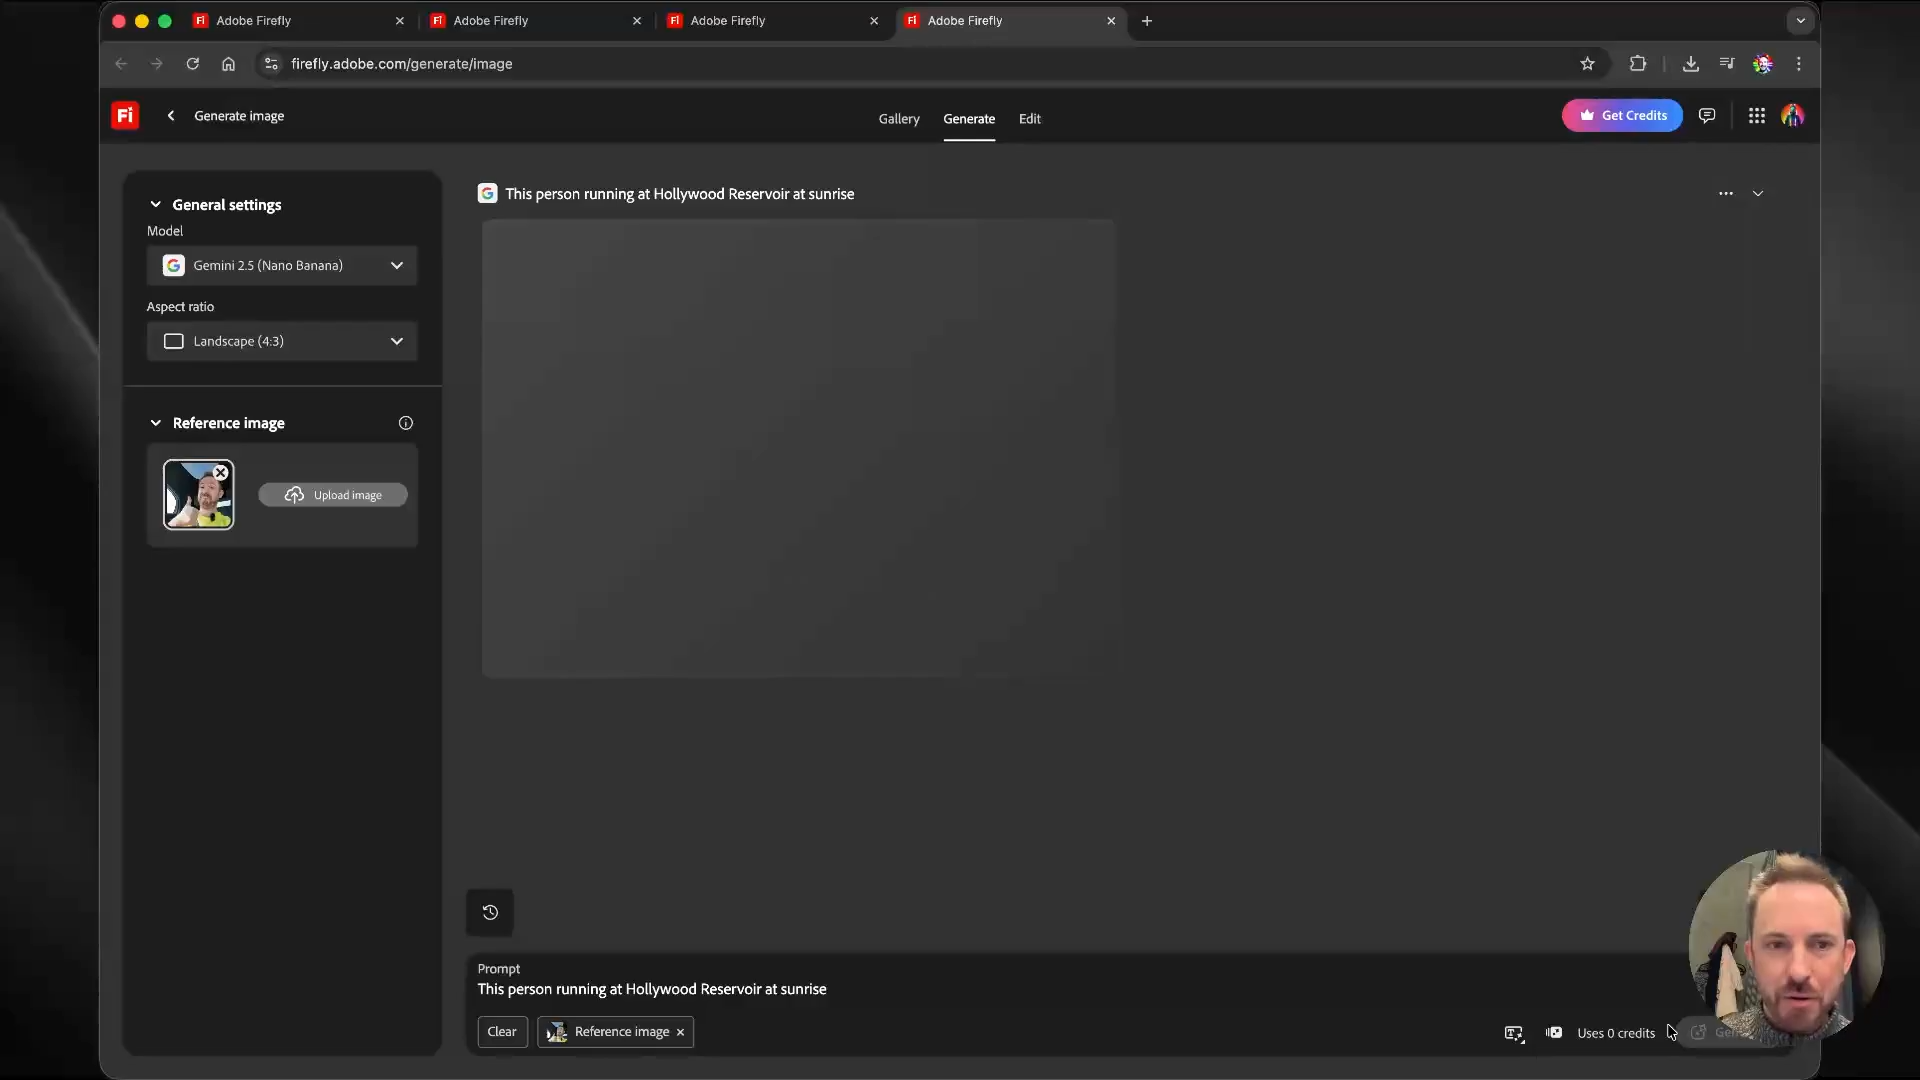 Adobe Firefly
Adobe Firefly
Adobe Firefly
Adobe Firefly
firefly.adobe.com/generate/image
Fi
Generate image
Gallery
Generate
Edit
Get Credits
General settings
Model
Gemini 2.5 (Nano Banana)
Aspect ratio
Landscape (4:3)
Reference image
Upload image
This person running at Hollywood Reservoir at sunrise
Prompt
This person running at Hollywood Reservoir at sunrise
Clear
Reference image
Uses 0 credits